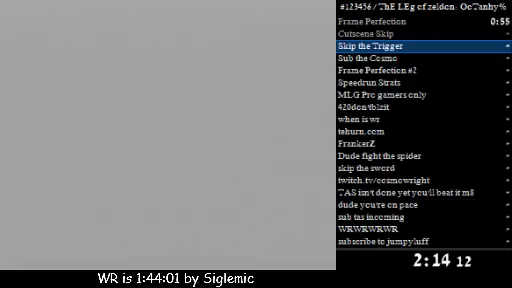 #123456 / ThE LEg of zeldon: OoTanhy%
Frame Perfection 0:55
Cutscene Skip -
Skip the Trigger -
Sub the Cosmo -
Frame Perfection #2 -
Speedrun Strats -
MLG Pro gamers only -
420don'tblzit -
when is wr -
tehurn.com -
FrankerZ -
Dude fight the spider -
skip the sword -
twitch.tv/cosmowright -
TAS isn't done yet you'll beat it m8 -
dude you're on pace -
sub tas incoming -
WRWRWRWR -
subscribe to jumpyluff -
2:14 12
WR is 1:44:01 by Siglemic